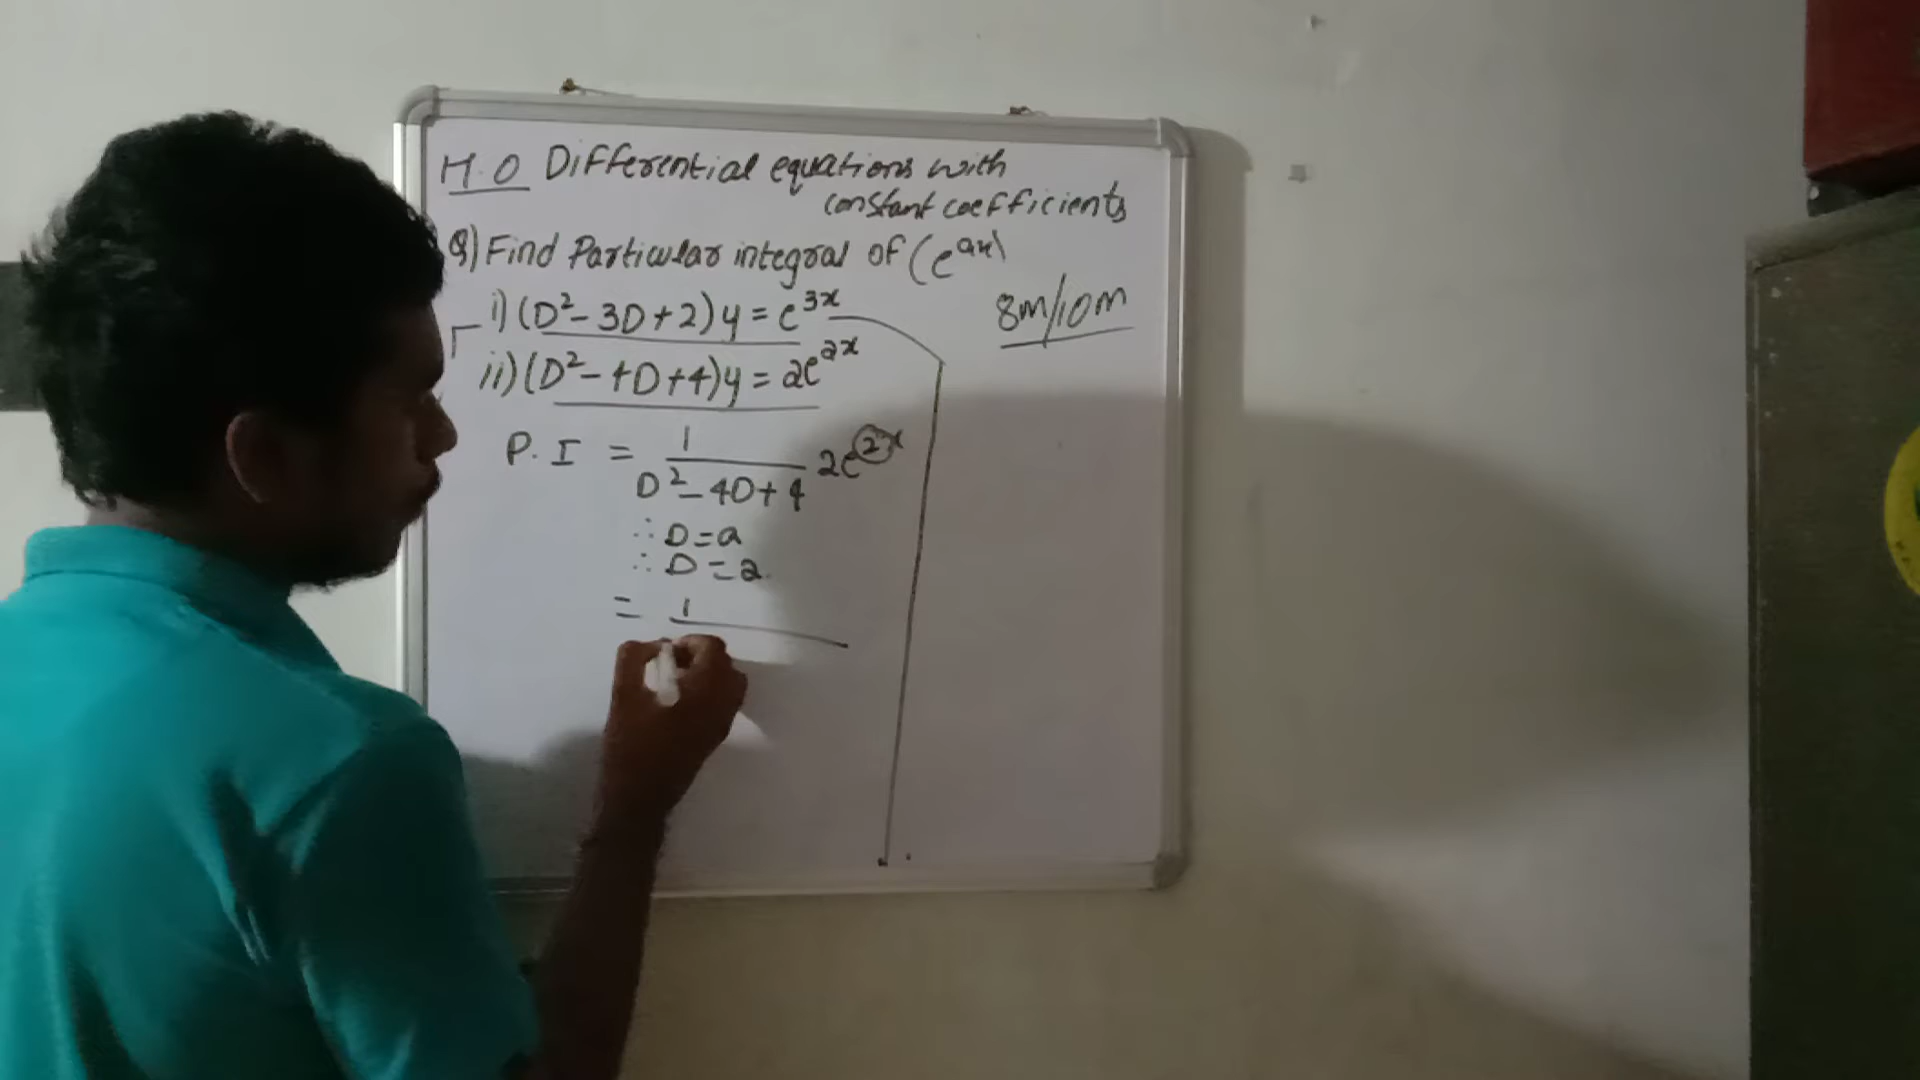 H.O Differential equations with
constant coefficients
Q) Find Particular integral of (e^ax)
i) (D² - 3D + 2)y = e^3x
8m/10m
ii) (D² - 4D + 4)y = 2e^2x
P.I = 1/(D² - 4D + 4) 2e^2x
∴ D = a
∴ D = 2
= 1